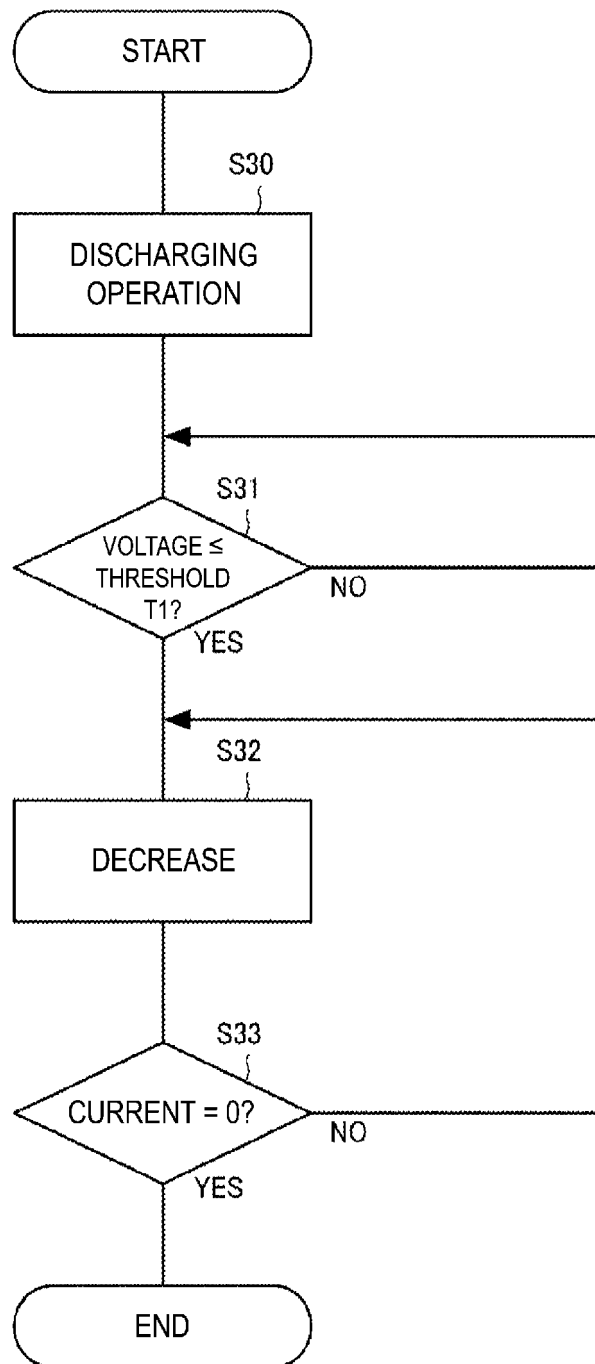 START
S30
DISCHARGING
OPERATION
S31
VOLTAGE ≤
THRESHOLD
T1?
NO
YES
S32
DECREASE
S33
CURRENT = 0?
NO
YES
END